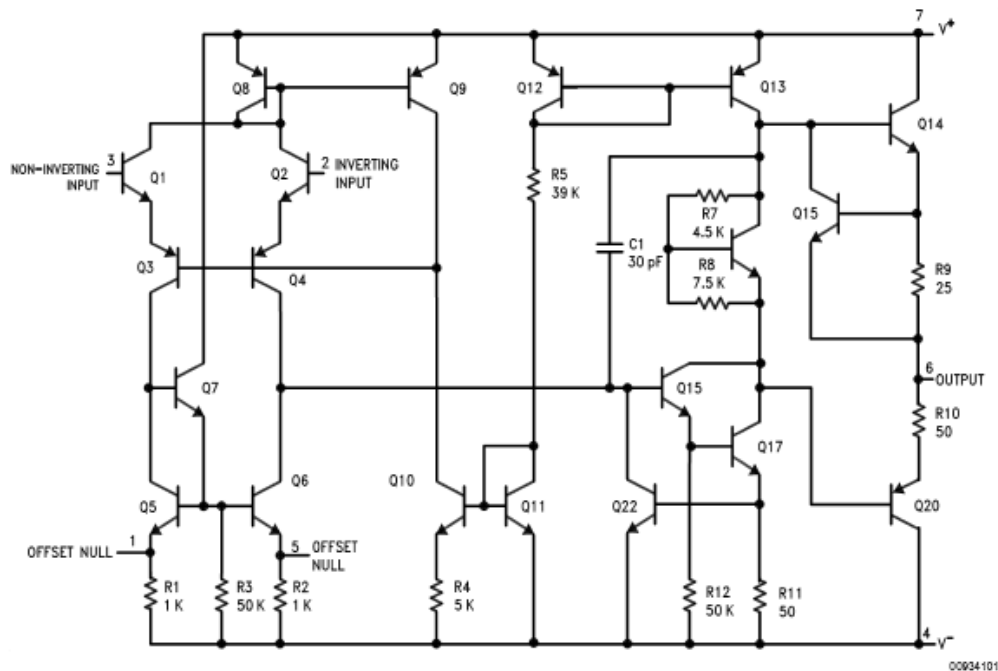 7
V+
Q8
Q9
Q12
Q13
Q14
NON-INVERTING
INPUT
3
Q1
Q2
2 INVERTING
INPUT
R5
39 K
R7
4.5 K
Q15
Q3
Q4
C1
30 pF
R8
7.5 K
R9
25
Q7
6
OUTPUT
Q15
R10
50
Q17
Q5
Q6
Q10
Q11
Q22
Q20
OFFSET NULL
1
5
OFFSET
NULL
R1
1 K
R3
50 K
R2
1 K
R4
5 K
R12
50 K
R11
50
4
V-
00934101